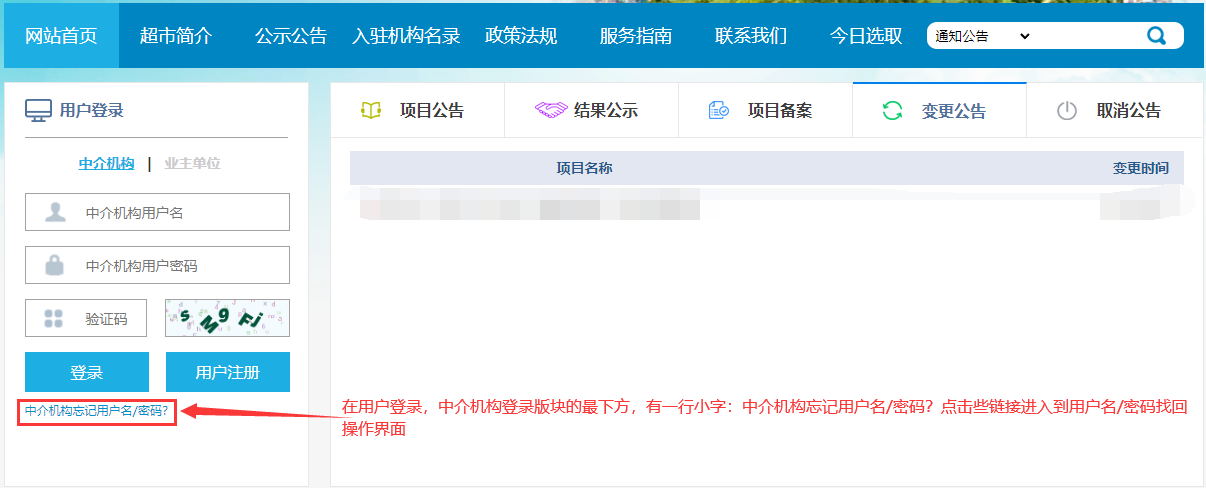 网站首页 超市简介 公示公告 入驻机构名录 政策法规 服务指南 联系我们 今日选取 通知公告
用户登录
中介机构 | 业主单位
中介机构用户名
中介机构用户密码
验证码 sM9Fj
登录 用户注册
中介机构忘记用户名/密码?
项目公告 结果公示 项目备案 变更公告 取消公告
项目名称 变更时间
在用户登录，中介机构登录版块的最下方，有一行小字：中介机构忘记用户名/密码？点击些链接进入到用户名/密码找回
操作界面